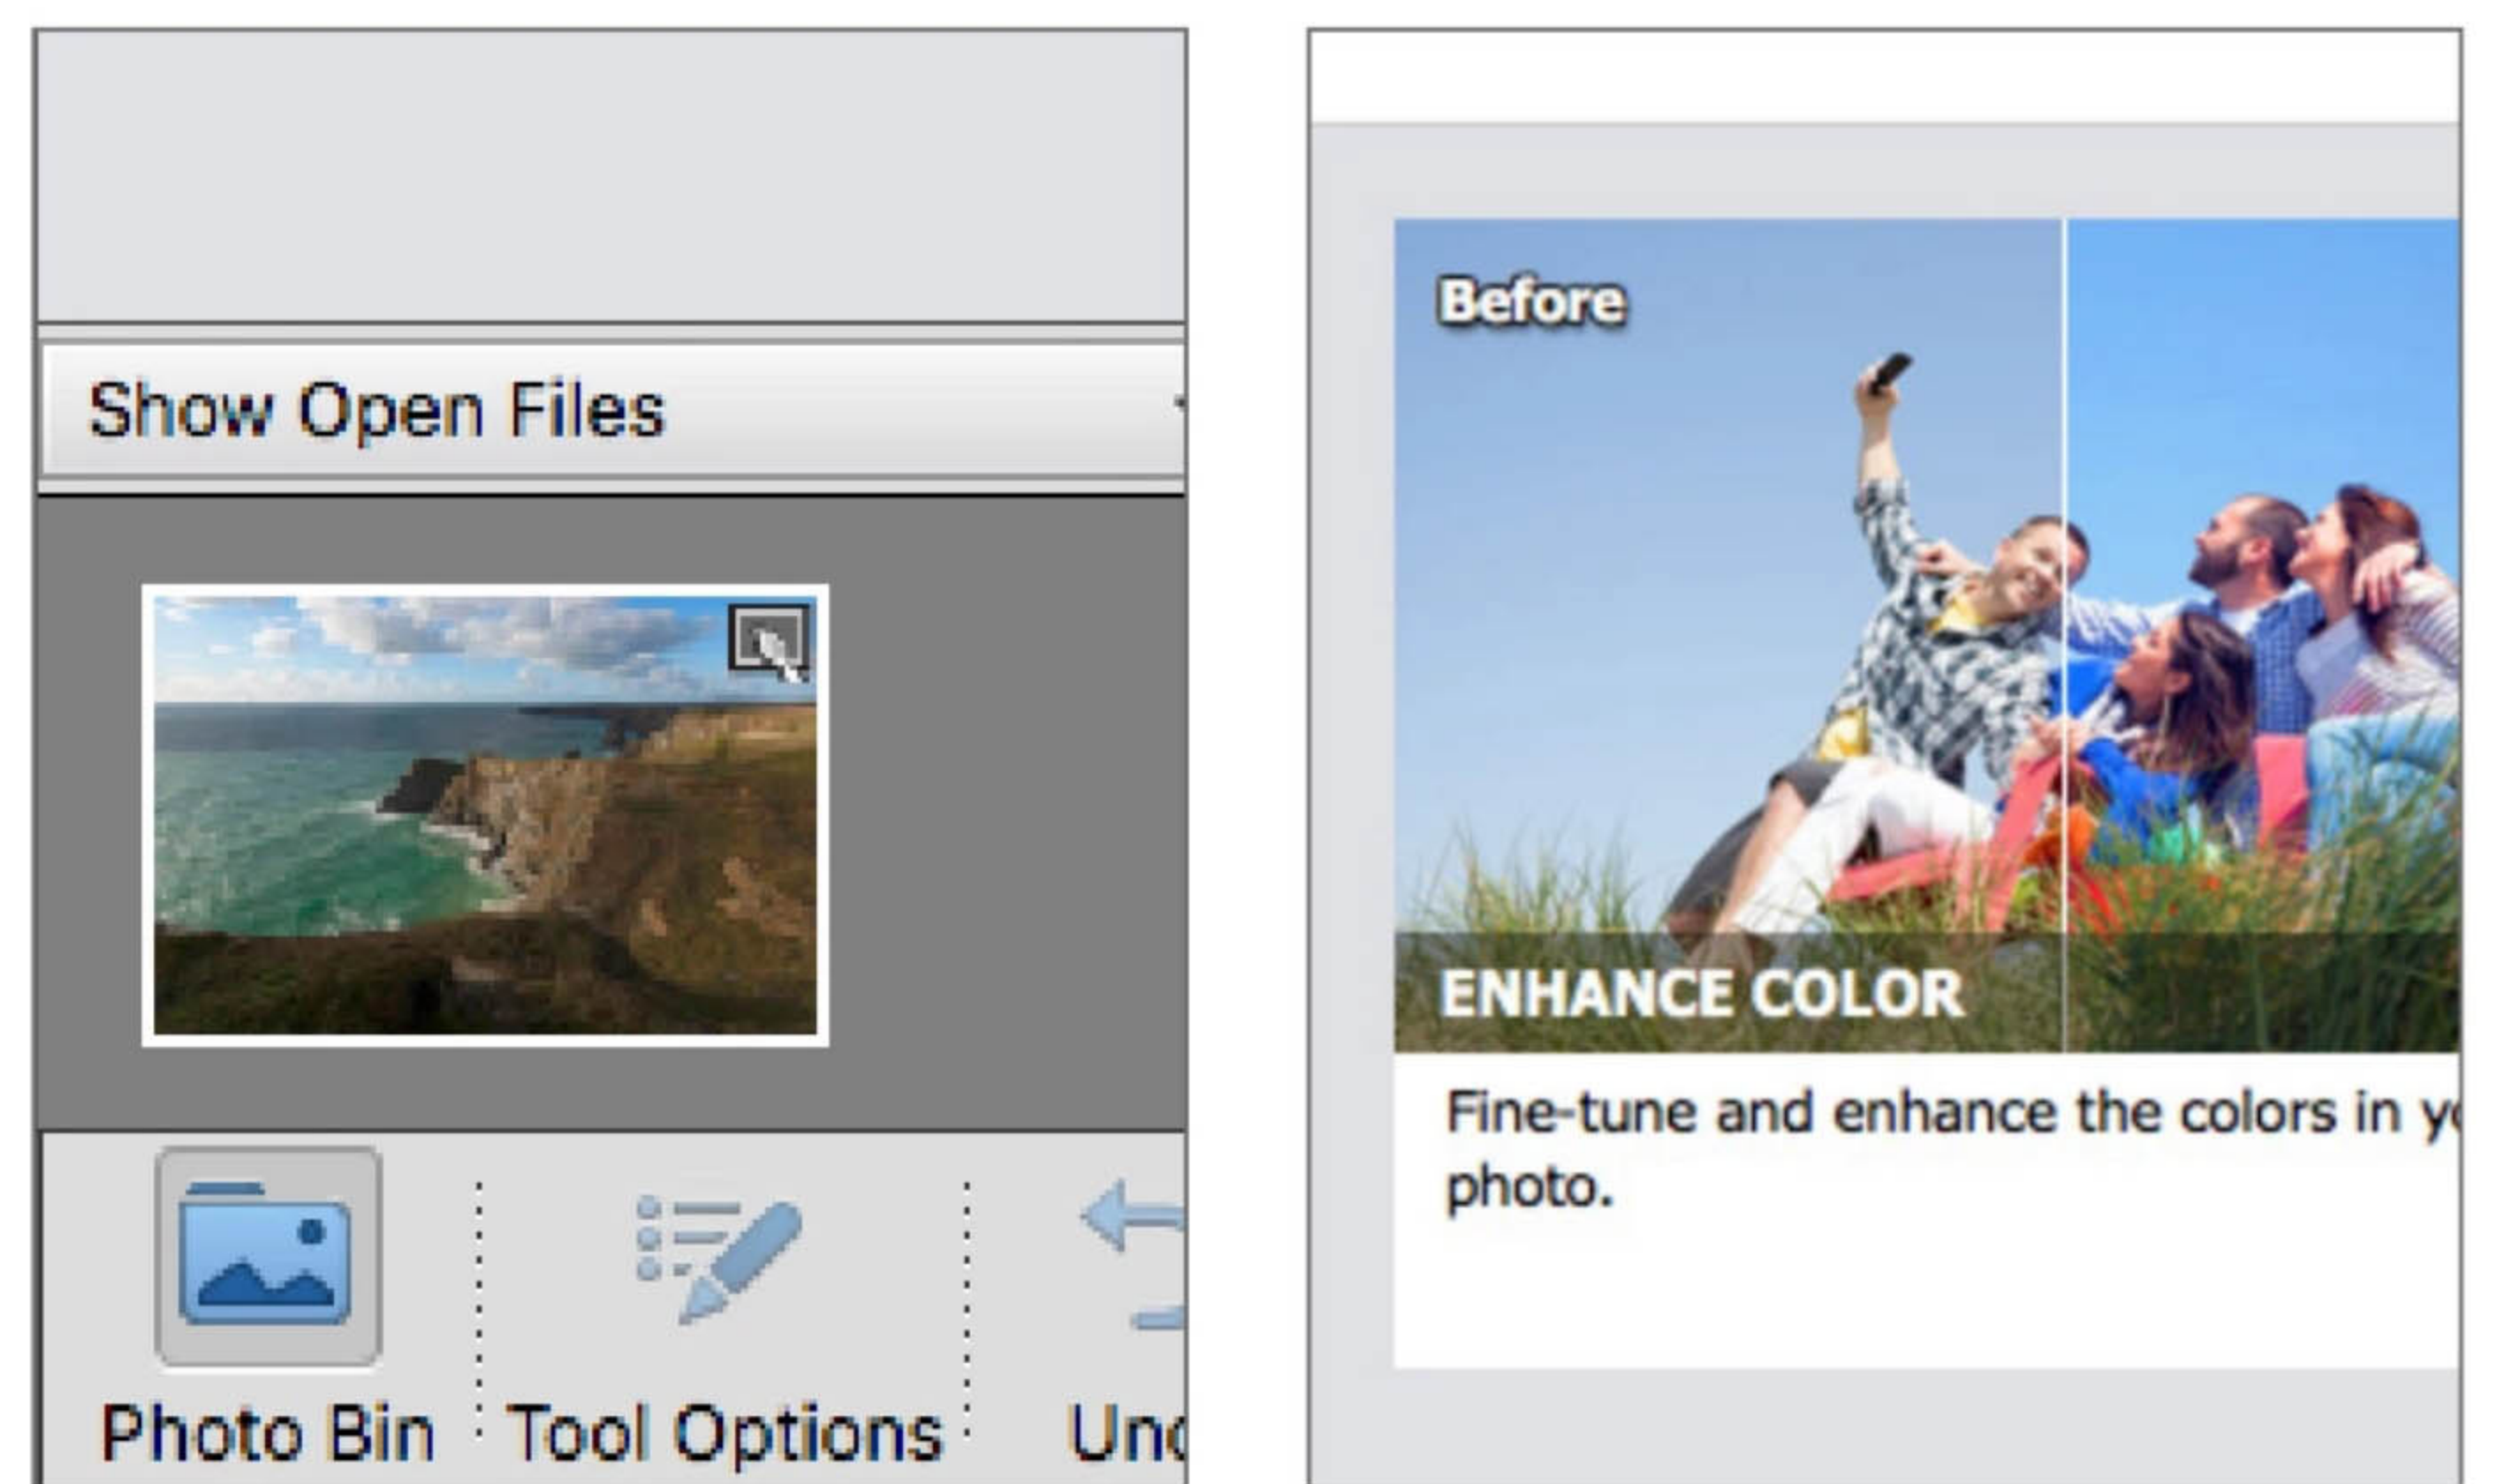 Show Open Files
Photo Bin
Tool Options
Before
ENHANCE COLOR
Fine-tune and enhance the colors in
photo.